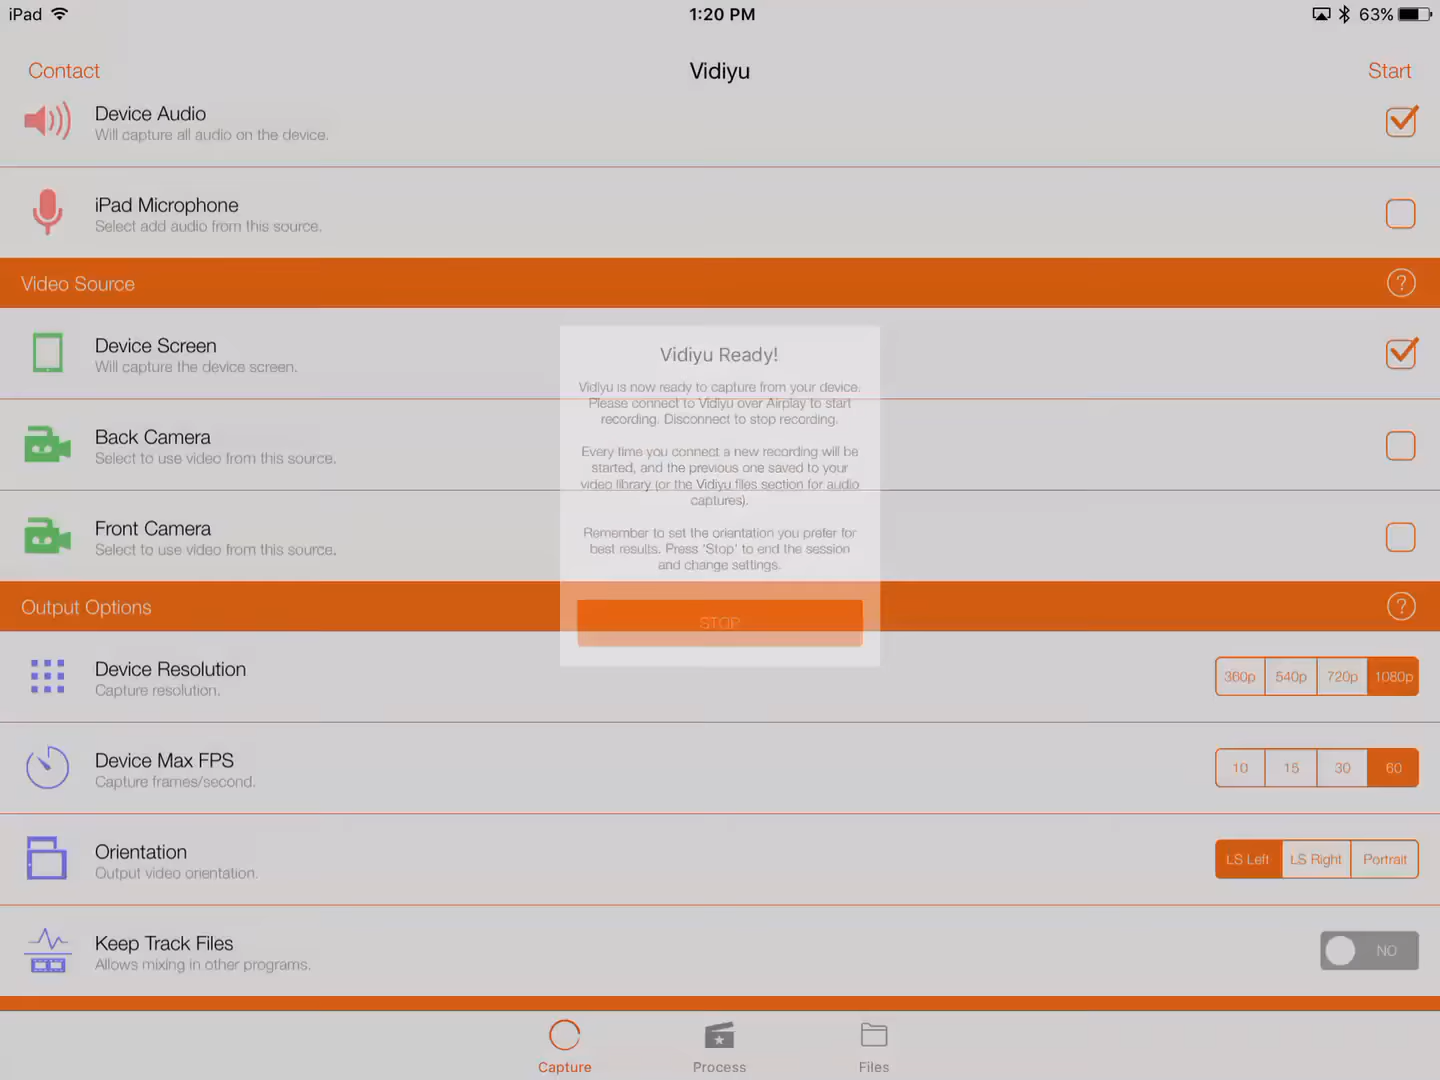 iPad
1:20 PM
63%
Contact
Vidiyu
Start
Device Audio
Will capture all audio on the device.
iPad Microphone
Select add audio from this source.
Video Source
?
Device Screen
Will capture the device screen.
Back Camera
Select to use video from this source.
Front Camera
Select to use video from this source.
Vidiyu Ready!
Vidiyu is now ready to capture from your device.
Please connect to Vidiyu over Airplay to start
recording. Disconnect to stop recording.
Every time you connect a new recording will be
started, and the previous one saved to your
video library (or the Vidiyu files section for audio
captures).
Remember to set the orientation you prefer for
best results. Press 'Stop' to end the session
and change settings.
STOP
Output Options
?
Device Resolution
Capture resolution.
360p 540p 720p 1080p
Device Max FPS
Capture frames/second.
10 15 30 60
Orientation
Output video orientation.
LS Left LS Right Portrait
Keep Track Files
Allows mixing in other programs.
NO
Capture
Process
Files